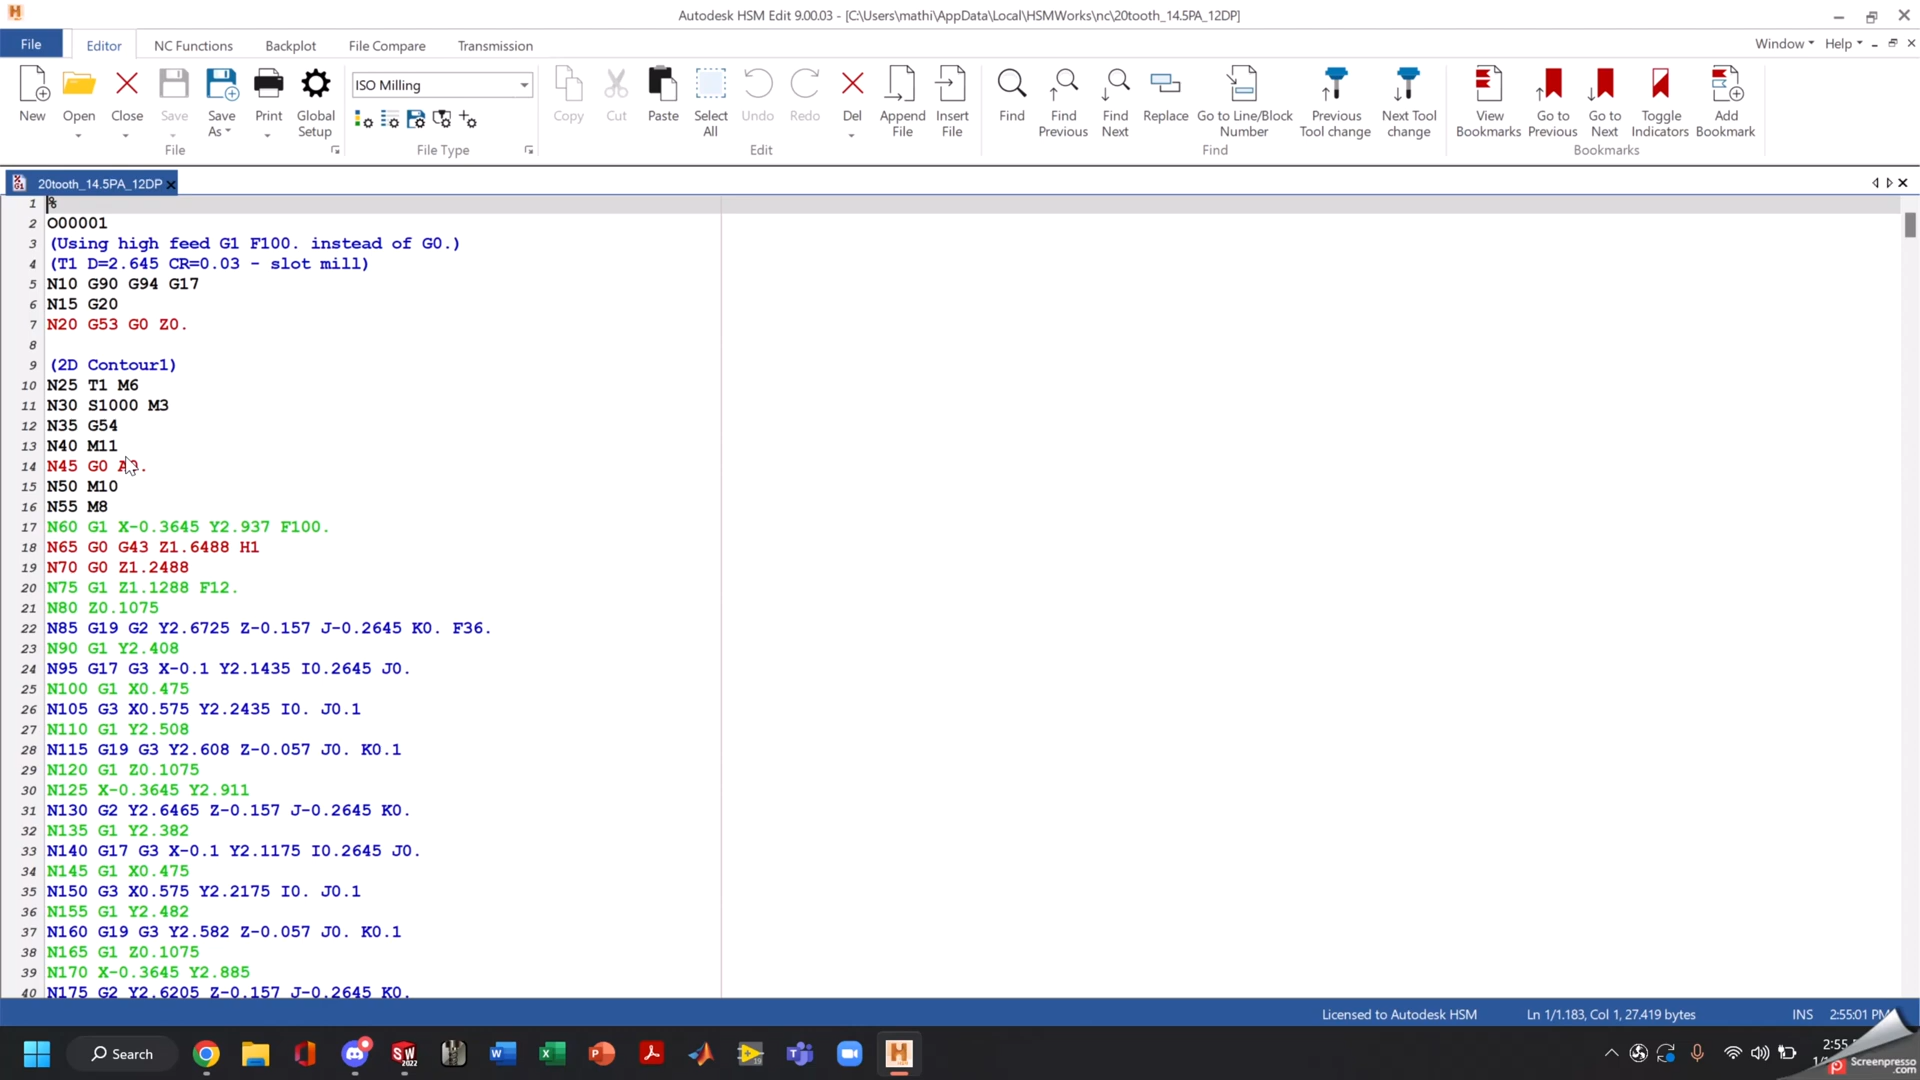 Autodesk HSM Edit 9.00.03 - [C:\Users\mathi\AppData\Local\HSMWorks\nc\20tooth_14.5PA_12DP]
File Editor NC Functions Backplot File Compare Transmission Window Help
ISO Milling
New Open Close Save Save As Print Global Setup Copy Cut Paste Select All Undo Redo Del Append File Insert File Find Find Previous Find Next Replace Go to Line/Block Number Previous Tool change Next Tool change View Bookmarks Go to Previous Go to Next Toggle Indicators Add Bookmark
File File Type Edit Find Bookmarks
20tooth_14.5PA_12DP
1 %
2 O00001
3 (Using high feed G1 F100. instead of G0.)
4 (T1 D=2.645 CR=0.03 - slot mill)
5 N10 G90 G94 G17
6 N15 G20
7 N20 G53 G0 Z0.
8
9 (2D Contour1)
10 N25 T1 M6
11 N30 S1000 M3
12 N35 G54
13 N40 M11
14 N45 G0 A0.
15 N50 M10
16 N55 M8
17 N60 G1 X-0.3645 Y2.937 F100.
18 N65 G0 G43 Z1.6488 H1
19 N70 G0 Z1.2488
20 N75 G1 Z1.1288 F12.
21 N80 Z0.1075
22 N85 G19 G2 Y2.6725 Z-0.157 J-0.2645 K0. F36.
23 N90 G1 Y2.408
24 N95 G17 G3 X-0.1 Y2.1435 I0.2645 J0.
25 N100 G1 X0.475
26 N105 G3 X0.575 Y2.2435 I0. J0.1
27 N110 G1 Y2.508
28 N115 G19 G3 Y2.608 Z-0.057 J0. K0.1
29 N120 G1 Z0.1075
30 N125 X-0.3645 Y2.911
31 N130 G2 Y2.6465 Z-0.157 J-0.2645 K0.
32 N135 G1 Y2.382
33 N140 G17 G3 X-0.1 Y2.1175 I0.2645 J0.
34 N145 G1 X0.475
35 N150 G3 X0.575 Y2.2175 I0. J0.1
36 N155 G1 Y2.482
37 N160 G19 G3 Y2.582 Z-0.057 J0. K0.1
38 N165 G1 Z0.1075
39 N170 X-0.3645 Y2.885
40 N175 G2 Y2.6205 Z-0.157 J-0.2645 K0.
Licensed to Autodesk HSM Ln 1/1.183, Col 1, 27.419 bytes INS 2:55:01 PM
Search
2:55
Screenpresso.com